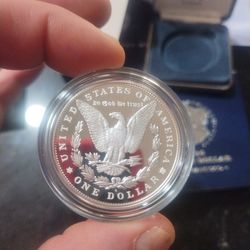 UNITED STATES OF AMERICA
In God We Trust
ONE DOLLAR